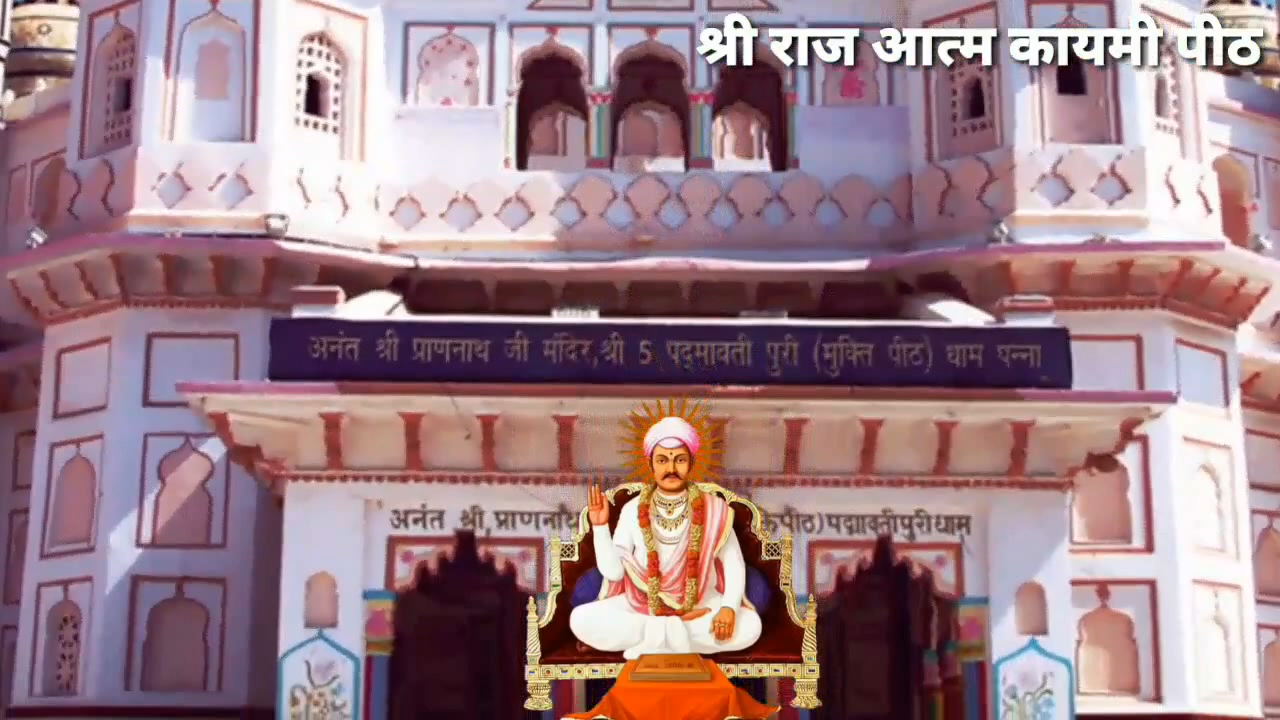 श्री राज आत्म कायमी पीठ
अनंत श्री प्राणनाथ जी मंदिर,श्री 5 पद्मावती पुरी (मुक्ति पीठ) धाम पन्ना
अनंत श्री,प्राणनाथ पीठ)पद्मावतीपुरीधाम